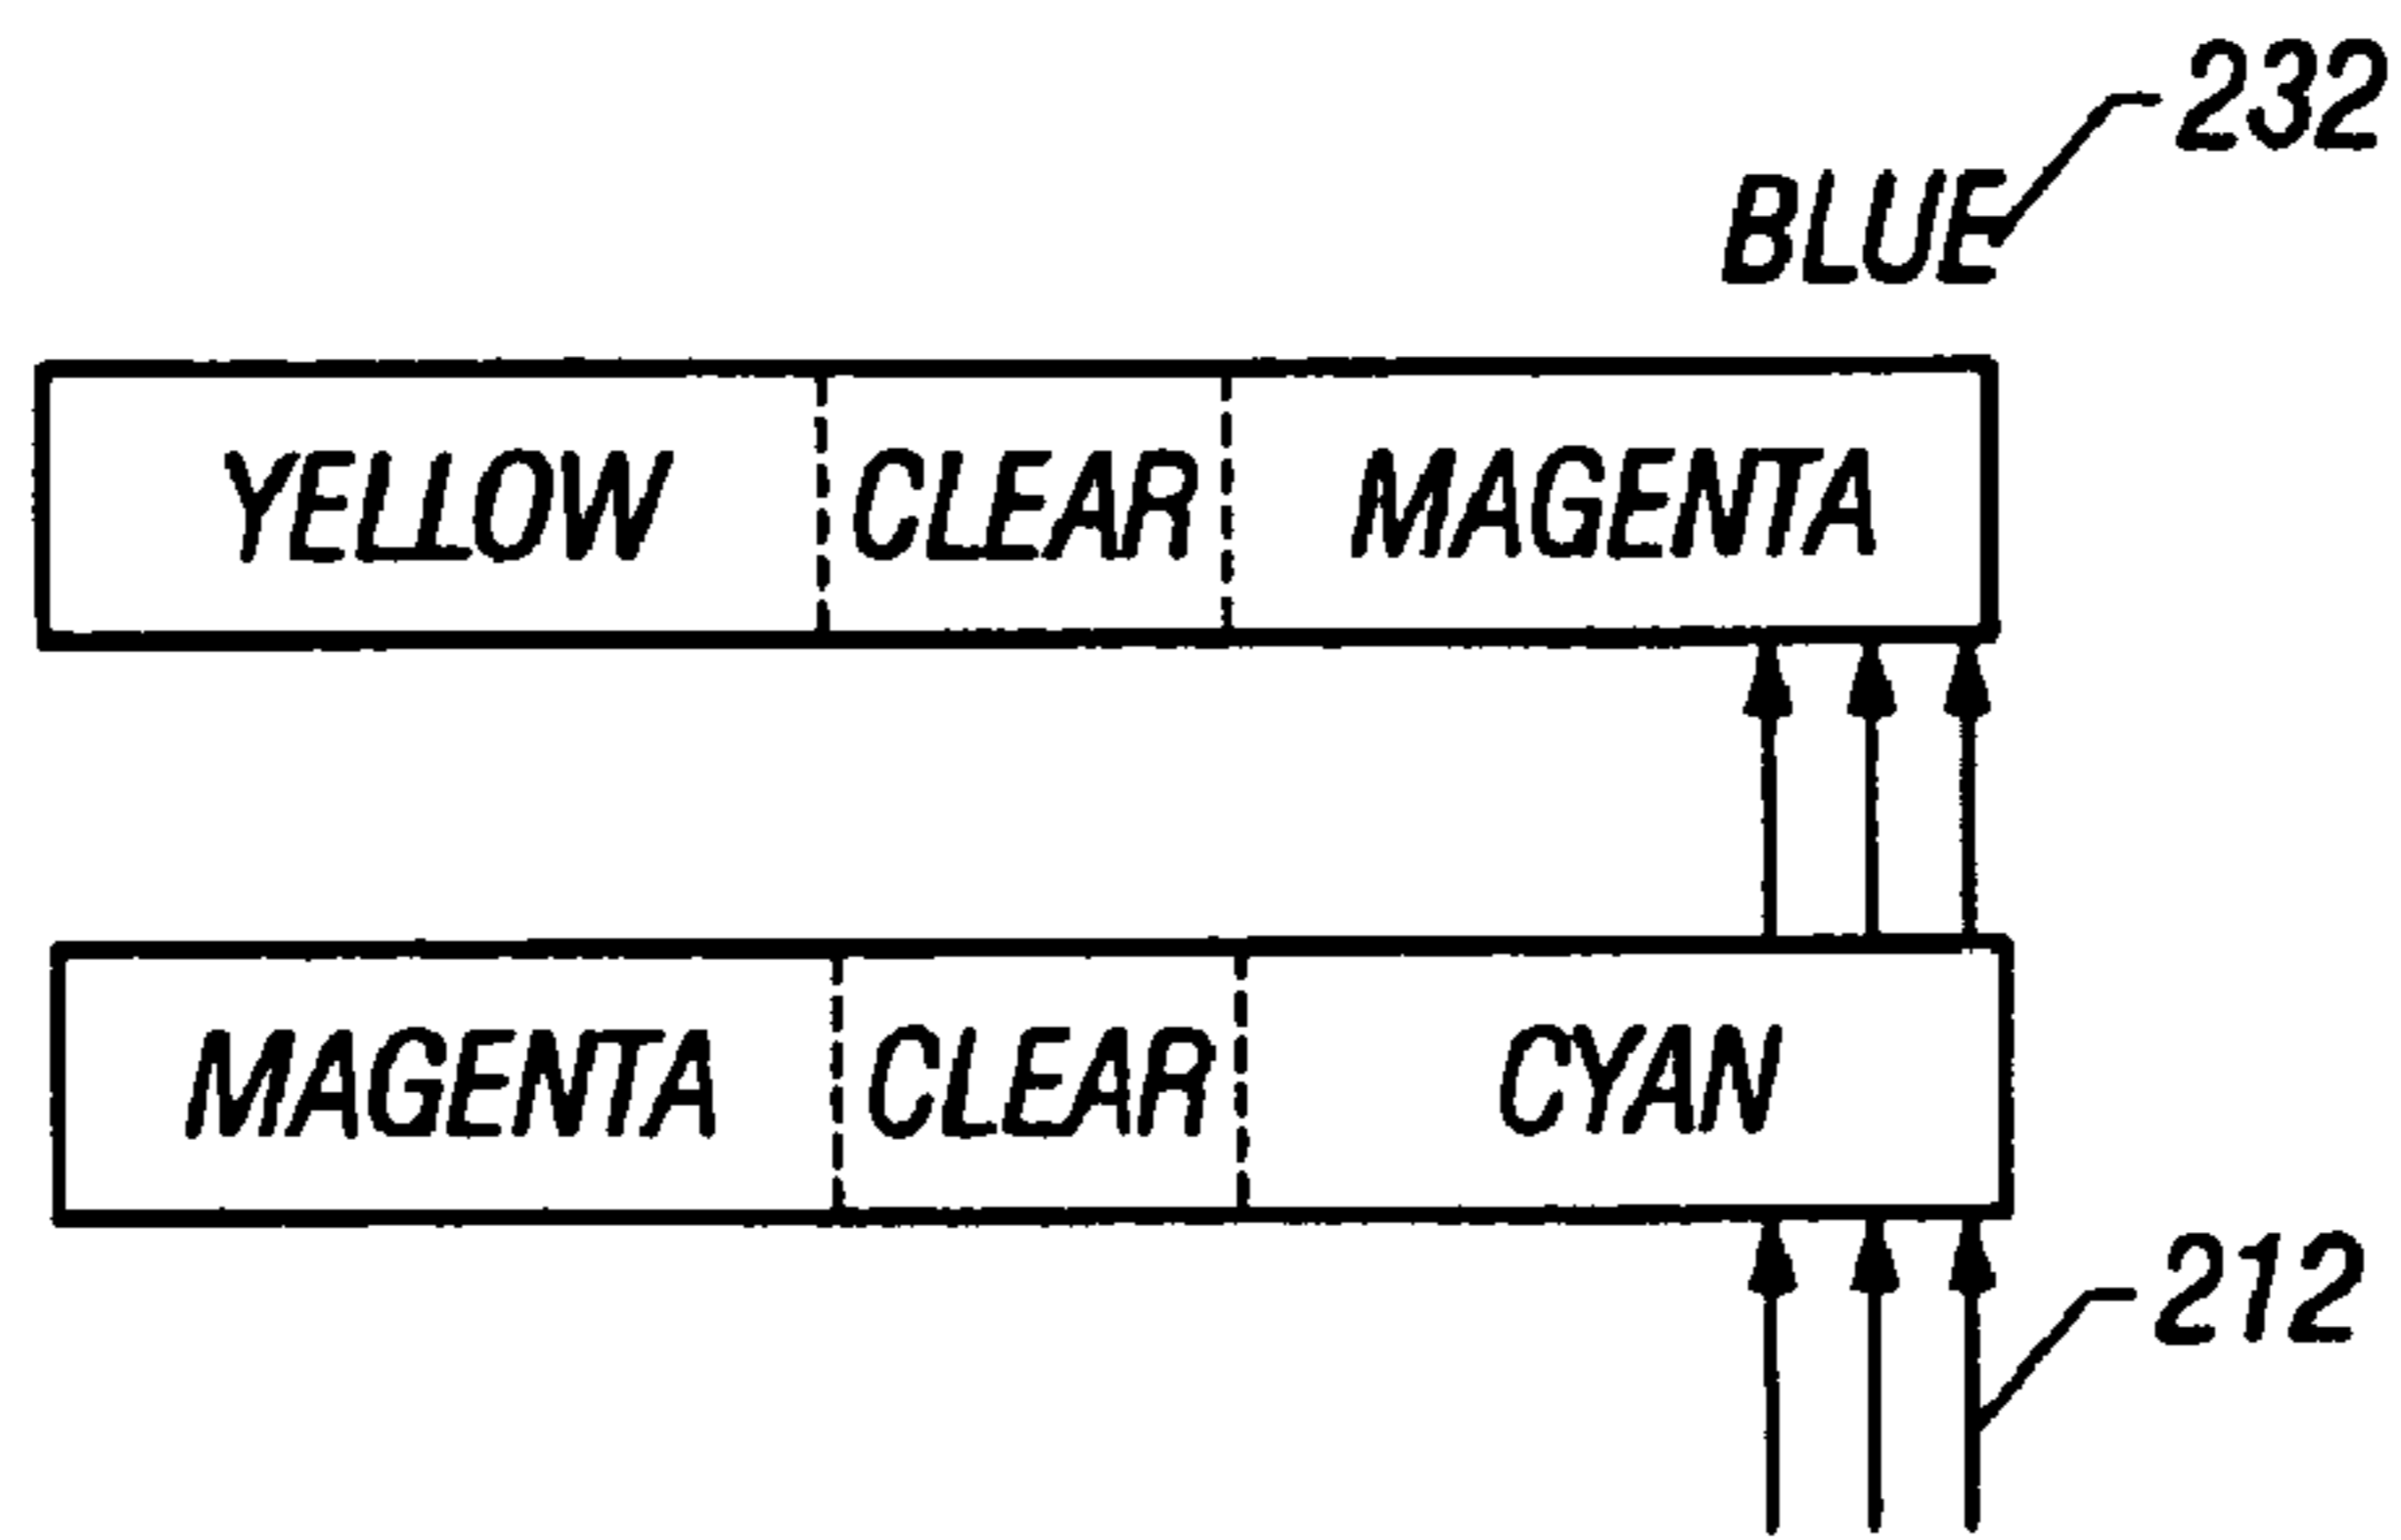 232
BLUE
YELLOW CLEAR MAGENTA
MAGENTA CLEAR CYAN
212